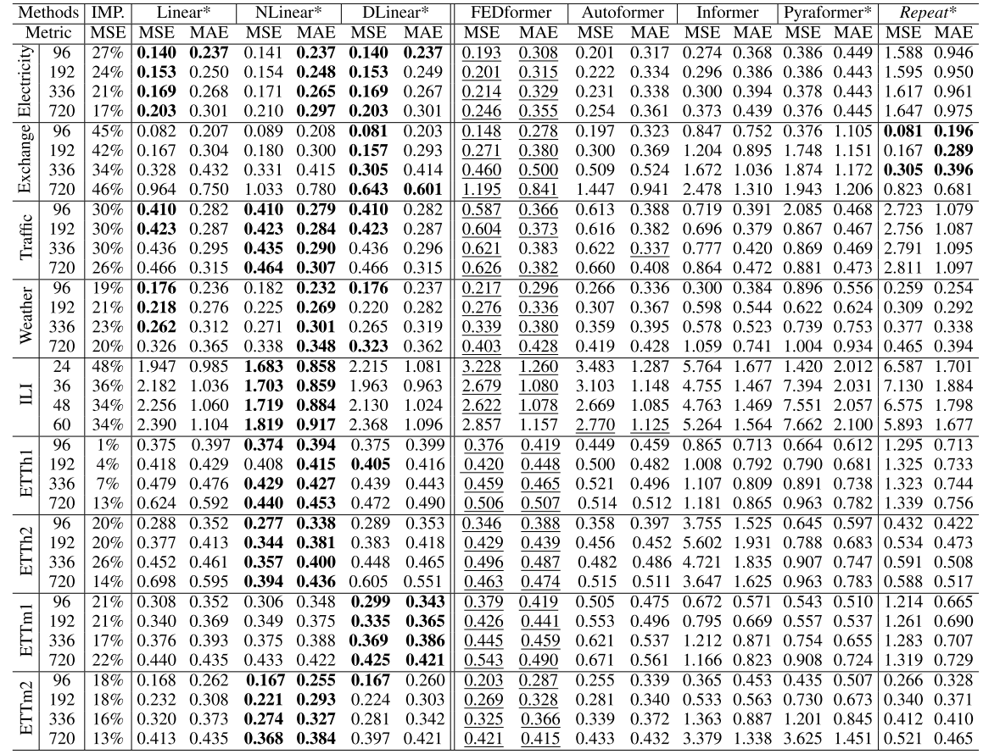 Methods IMP. Linear* NLinear* DLinear* FEDformer Autoformer Informer Pyraformer* Repeat*
Metric MSE MSE MAE MSE MAE MSE MAE MSE MAE MSE MAE MSE MAE MSE MAE MSE MAE
Electricity
96 27% 0.140 0.237 0.141 0.237 0.140 0.237 0.193 0.308 0.201 0.317 0.274 0.368 0.386 0.449 1.588 0.946
192 24% 0.153 0.250 0.154 0.248 0.153 0.249 0.201 0.315 0.222 0.334 0.296 0.386 0.386 0.443 1.595 0.950
336 21% 0.169 0.268 0.171 0.265 0.169 0.267 0.214 0.329 0.231 0.338 0.300 0.394 0.378 0.443 1.617 0.961
720 17% 0.203 0.301 0.210 0.297 0.203 0.301 0.246 0.355 0.254 0.361 0.373 0.439 0.376 0.445 1.647 0.975
Exchange
96 45% 0.082 0.207 0.089 0.208 0.081 0.203 0.148 0.278 0.197 0.323 0.847 0.752 0.376 1.105 0.081 0.196
192 42% 0.167 0.304 0.180 0.300 0.157 0.293 0.271 0.380 0.300 0.369 1.204 0.895 1.748 1.151 0.167 0.289
336 34% 0.328 0.432 0.331 0.415 0.305 0.414 0.460 0.500 0.509 0.524 1.672 1.036 1.874 1.172 0.305 0.396
720 46% 0.964 0.750 1.033 0.780 0.643 0.601 1.195 0.841 1.447 0.941 2.478 1.310 1.943 1.206 0.823 0.681
Traffic
96 30% 0.410 0.282 0.410 0.279 0.410 0.282 0.587 0.366 0.613 0.388 0.719 0.391 2.085 0.468 2.723 1.079
192 30% 0.423 0.287 0.423 0.284 0.423 0.287 0.604 0.373 0.616 0.382 0.696 0.379 0.867 0.467 2.756 1.087
336 30% 0.436 0.295 0.435 0.290 0.436 0.296 0.621 0.383 0.622 0.337 0.777 0.420 0.869 0.469 2.791 1.095
720 26% 0.466 0.315 0.464 0.307 0.466 0.315 0.626 0.382 0.660 0.408 0.864 0.472 0.881 0.473 2.811 1.097
Weather
96 19% 0.176 0.236 0.182 0.232 0.176 0.237 0.217 0.296 0.266 0.336 0.300 0.384 0.896 0.556 0.259 0.254
192 21% 0.218 0.276 0.225 0.269 0.220 0.282 0.276 0.336 0.307 0.367 0.598 0.544 0.622 0.624 0.309 0.292
336 23% 0.262 0.312 0.271 0.301 0.265 0.319 0.339 0.380 0.359 0.395 0.578 0.523 0.739 0.753 0.377 0.338
720 20% 0.326 0.365 0.338 0.348 0.323 0.362 0.403 0.428 0.419 0.428 1.059 0.741 1.004 0.934 0.465 0.394
ILI
24 48% 1.947 0.985 1.683 0.858 2.215 1.081 3.228 1.260 3.483 1.287 5.764 1.677 1.420 2.012 6.587 1.701
36 36% 2.182 1.036 1.703 0.859 1.963 0.963 2.679 1.080 3.103 1.148 4.755 1.467 7.394 2.031 7.130 1.884
48 34% 2.256 1.060 1.719 0.884 2.130 1.024 2.622 1.078 2.669 1.085 4.763 1.469 7.551 2.057 6.575 1.798
60 34% 2.390 1.104 1.819 0.917 2.368 1.096 2.857 1.157 2.770 1.125 5.264 1.564 7.662 2.100 5.893 1.677
ETTh1
96 1% 0.375 0.397 0.374 0.394 0.375 0.399 0.376 0.419 0.449 0.459 0.865 0.713 0.664 0.612 1.295 0.713
192 4% 0.418 0.429 0.408 0.415 0.405 0.416 0.420 0.448 0.500 0.482 1.008 0.792 0.790 0.681 1.325 0.733
336 7% 0.479 0.476 0.429 0.427 0.439 0.443 0.459 0.465 0.521 0.496 1.107 0.809 0.891 0.738 1.323 0.744
720 13% 0.624 0.592 0.440 0.453 0.472 0.490 0.506 0.507 0.514 0.512 1.181 0.865 0.963 0.782 1.339 0.756
ETTh2
96 20% 0.288 0.352 0.277 0.338 0.289 0.353 0.346 0.388 0.358 0.397 3.755 1.525 0.645 0.597 0.432 0.422
192 20% 0.377 0.413 0.344 0.381 0.383 0.418 0.429 0.439 0.456 0.452 5.602 1.931 0.788 0.683 0.534 0.473
336 26% 0.452 0.461 0.357 0.400 0.448 0.465 0.496 0.487 0.482 0.486 4.721 1.835 0.907 0.747 0.591 0.508
720 14% 0.698 0.595 0.394 0.436 0.605 0.551 0.463 0.474 0.515 0.511 3.647 1.625 0.963 0.783 0.588 0.517
ETTm1
96 21% 0.308 0.352 0.306 0.348 0.299 0.343 0.379 0.419 0.505 0.475 0.672 0.571 0.543 0.510 1.214 0.665
192 21% 0.340 0.369 0.349 0.375 0.335 0.365 0.426 0.441 0.553 0.496 0.795 0.669 0.557 0.537 1.261 0.690
336 17% 0.376 0.393 0.375 0.388 0.369 0.386 0.445 0.459 0.621 0.537 1.212 0.871 0.754 0.655 1.283 0.707
720 22% 0.440 0.435 0.433 0.422 0.425 0.421 0.543 0.490 0.671 0.561 1.166 0.823 0.908 0.724 1.319 0.729
ETTm2
96 18% 0.168 0.262 0.167 0.255 0.167 0.260 0.203 0.287 0.255 0.339 0.365 0.453 0.435 0.507 0.266 0.328
192 18% 0.232 0.308 0.221 0.293 0.224 0.303 0.269 0.328 0.281 0.340 0.533 0.563 0.730 0.673 0.340 0.371
336 16% 0.320 0.373 0.274 0.327 0.281 0.342 0.325 0.366 0.339 0.372 1.363 0.887 1.201 0.845 0.412 0.410
720 13% 0.413 0.435 0.368 0.384 0.397 0.421 0.421 0.415 0.433 0.432 3.379 1.338 3.625 1.451 0.521 0.465